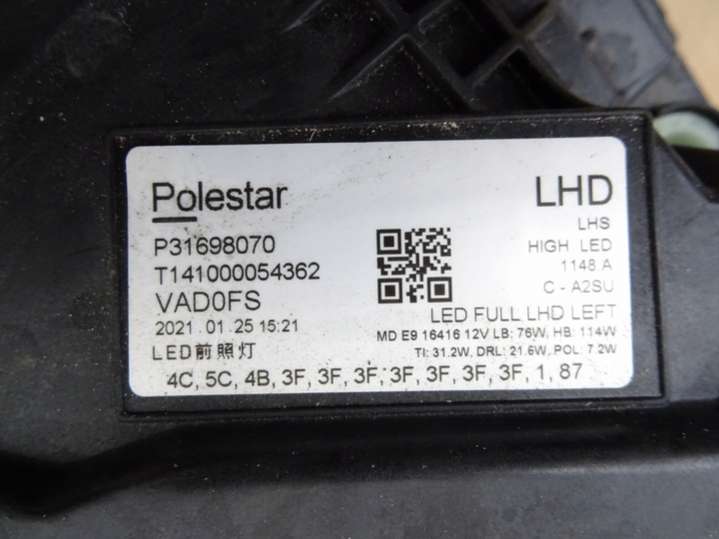 Polestar
P31698070
T141000054362
VAD0FS
2021.01.25 15:21
LED前照灯
LHD
LHS
HIGH LED
1148 A
C - A2SU
LED FULL LHD LEFT
MD E9 16416 12V LB: 76W, HB: 114W
TI: 31.2W, DRL: 21.6W, POL: 7.2W
4C, 5C, 4B, 3F, 3F, 3F, 3F, 3F, 3F, 3F, 1, 87